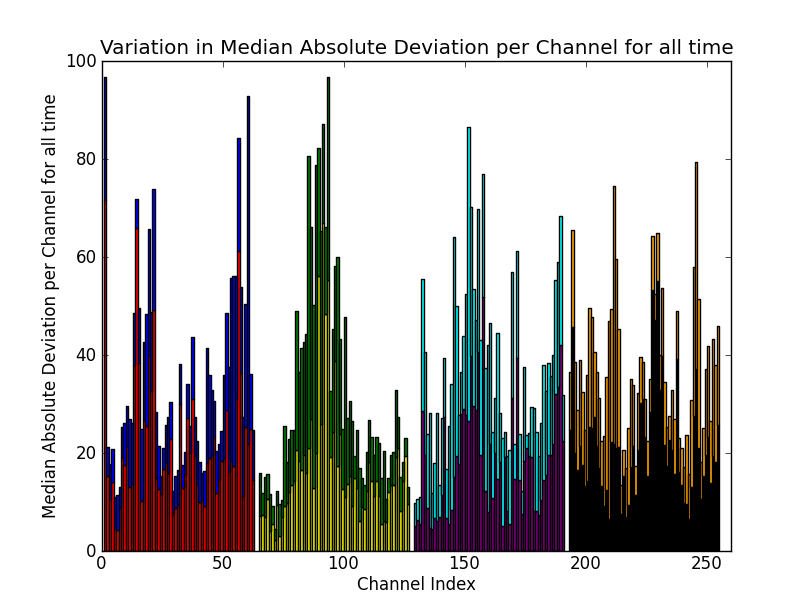 Variation in Median Absolute Deviation per Channel for all time
Median Absolute Deviation per Channel for all time
100
80
60
40
20
0
0 50 100 150 200 250
Channel Index